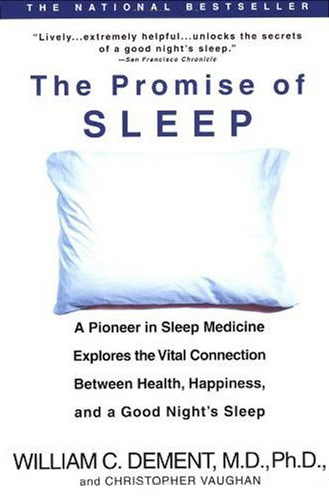 THE NATIONAL BESTSELLER
"Lively...extremely helpful...unlocks the secrets
of a good night's sleep."
—San Francisco Chronicle
The Promise of
SLEEP
A Pioneer in Sleep Medicine
Explores the Vital Connection
Between Health, Happiness,
and a Good Night's Sleep
WILLIAM C. DEMENT, M.D., Ph.D.,
and CHRISTOPHER VAUGHAN